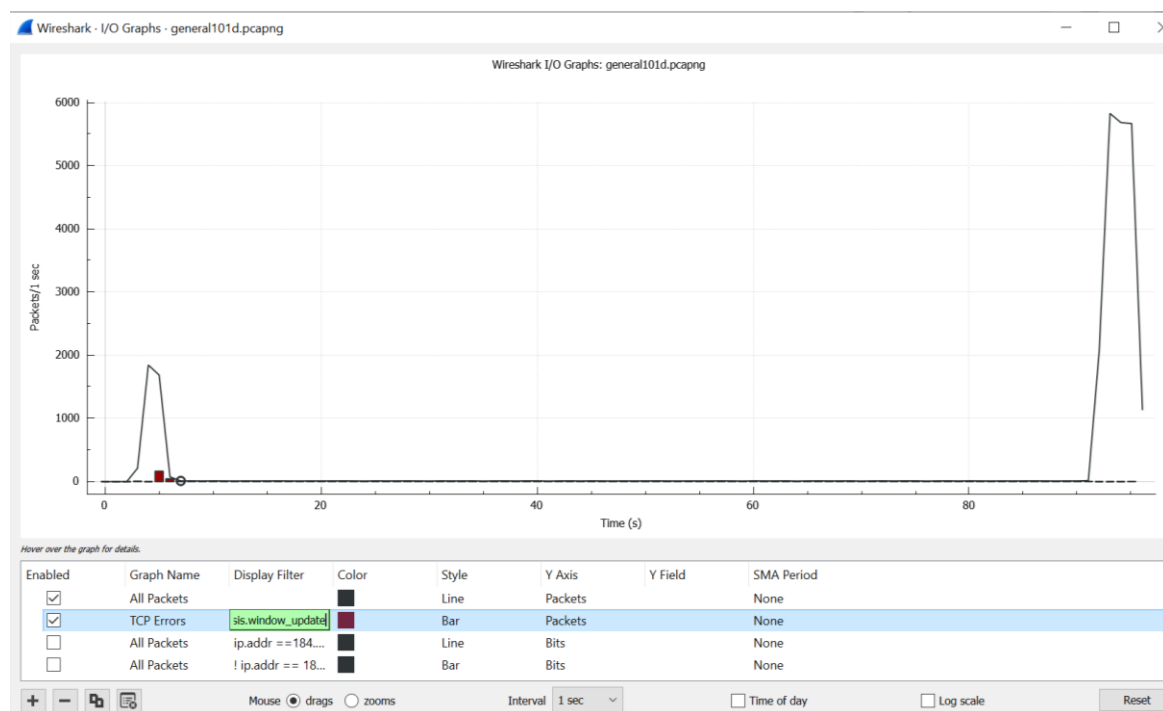 Wireshark · I/O Graphs · general101d.pcapng
Wireshark I/O Graphs: general101d.pcapng
6000
5000
4000
3000
2000
1000
0
Packets/1 sec
0 20 40 60 80
Time (s)
Hover over the graph for details.
Enabled Graph Name Display Filter Color Style Y Axis Y Field SMA Period
All Packets Line Packets None
TCP Errors sis.window_update Bar Packets None
All Packets ip.addr ==184.... Line Bits None
All Packets ! ip.addr == 18... Bar Bits None
Mouse drags zooms Interval 1 sec Time of day Log scale Reset